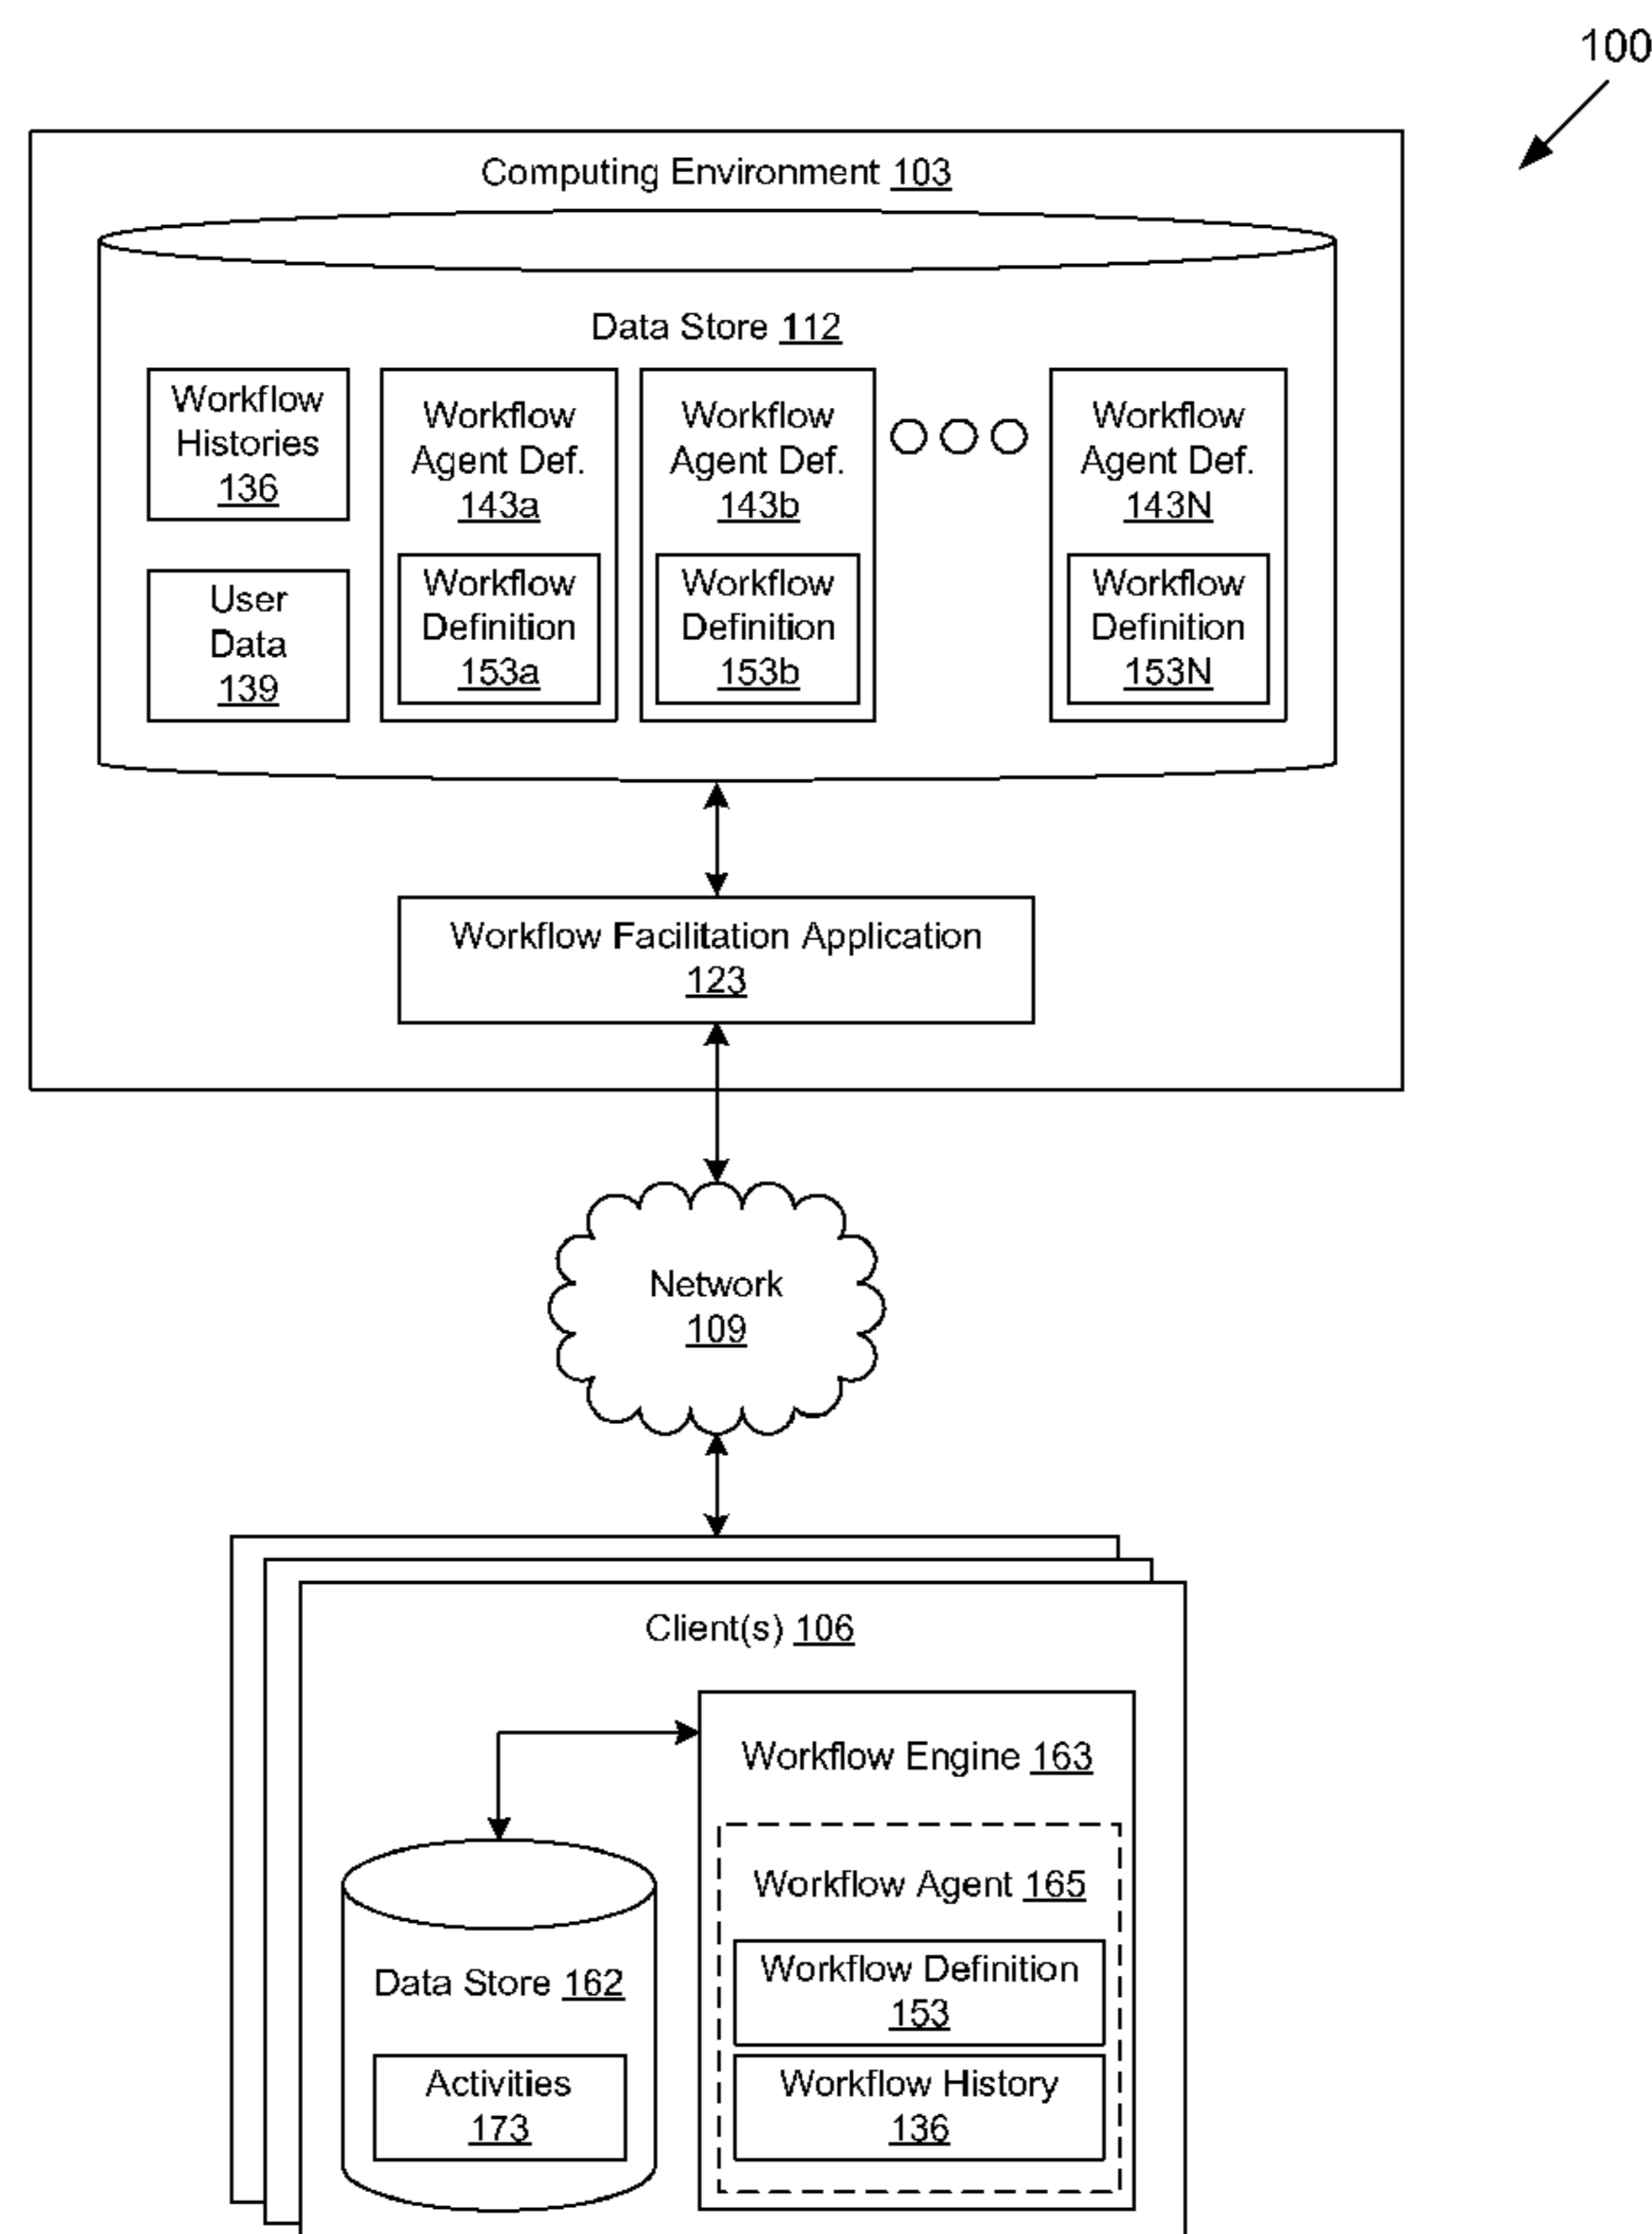 100
Computing Environment 103
Data Store 112
Workflow
Histories
136
User
Data
139
Workflow
Agent Def.
143a
Workflow
Definition
153a
Workflow
Agent Def.
143b
Workflow
Definition
153b
Workflow
Agent Def.
143N
Workflow
Definition
153N
Workflow Facilitation Application
123
Network
109
Client(s) 106
Data Store 162
Activities
173
Workflow Engine 163
Workflow Agent 165
Workflow Definition
153
Workflow History
136